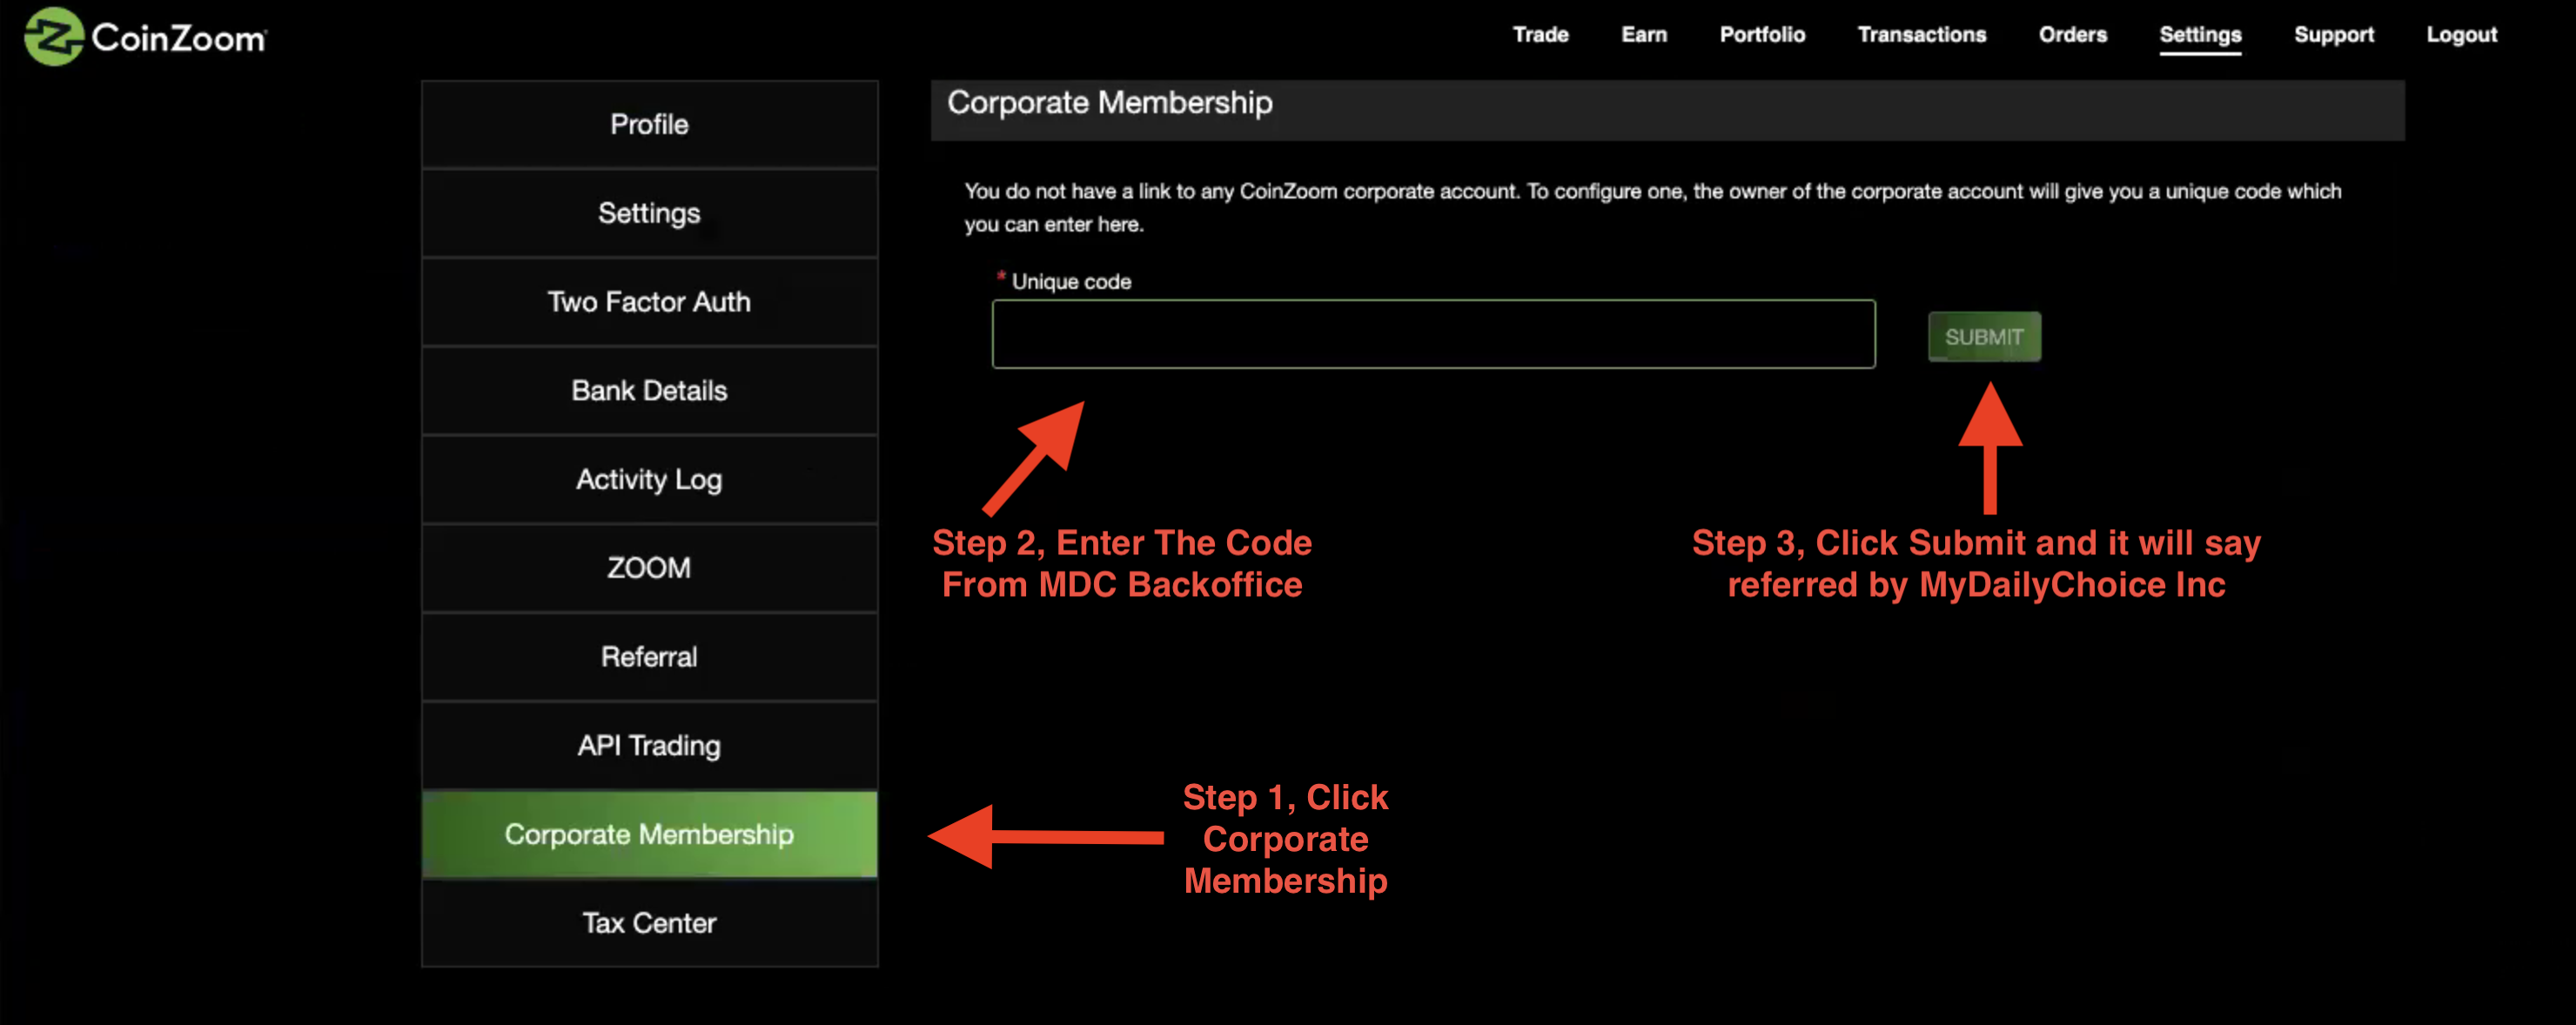 CoinZoom
Trade Earn Portfolio Transactions Orders Settings Support Logout
Profile
Settings
Two Factor Auth
Bank Details
Activity Log
ZOOM
Referral
API Trading
Corporate Membership
Tax Center
Corporate Membership
You do not have a link to any CoinZoom corporate account. To configure one, the owner of the corporate account will give you a unique code which
you can enter here.
* Unique code
SUBMIT
Step 2, Enter The Code
From MDC Backoffice
Step 3, Click Submit and it will say
referred by MyDailyChoice Inc
Step 1, Click
Corporate
Membership